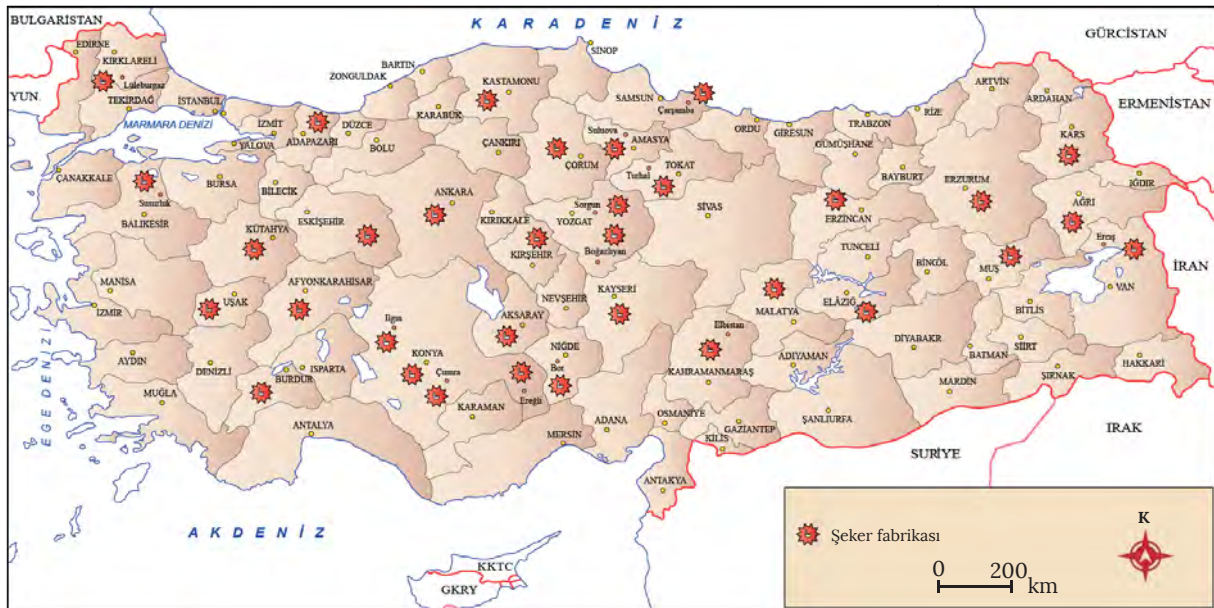 K A R A D E N İ Z
BULGARİSTAN
GÜRCİSTAN
EDİRNE
KIRKLARELİ
SİNOP
BARTIN
ZONGULDAK
KASTAMONU
ARTVİN
ARDAHAN
YUN.
Lüleburgaz
TEKİRDAĞ
İSTANBUL
SAMSUN
Çarşamba
RİZE
ERMENİSTAN
MARMARA DENİZİ
İZMİT
ADAPAZARI
DÜZCE
KARABÜK
ORDU
GİRESUN
TRABZON
KARS
YALOVA
BOLU
ÇANKIRI
ÇORUM
Suluova
AMASYA
GÜMÜŞHANE
ÇANAKKALE
BURSA
BİLECİK
Turhal
TOKAT
BAYBURT
ERZURUM
IĞDIR
Susurluk
BALIKESİR
ESKİŞEHİR
ANKARA
KIRIKKALE
Sorgun
YOZGAT
SİVAS
ERZİNCAN
AĞRI
KÜTAHYA
KIRŞEHİR
Boğazlıyan
TUNCELİ
Erciş
İRAN
MANİSA
UŞAK
AFYONKARAHİSAR
NEVŞEHİR
KAYSERİ
ELÂZIĞ
BİNGÖL
MUŞ
VAN
İZMİR
AKSARAY
MALATYA
BİTLİS
EGE DENİZİ
Ilgın
Elbistan
AYDIN
DENİZLİ
BURDUR
ISPARTA
KONYA
Çumra
NİĞDE
Bor
ADIYAMAN
DİYABAKR
BATMAN
SİİRT
HAKKARİ
KAHRAMANMARAŞ
MARDİN
ŞIRNAK
MUĞLA
Ereğli
ANTALYA
KARAMAN
MERSİN
ADANA
OSMANİYE
GAZİANTEP
ŞANLIURFA
KİLİS
IRAK
SURİYE
ANTAKYA
A K D E N İ Z
KKTC
GKRY
Şeker fabrikası
K
0 200
km